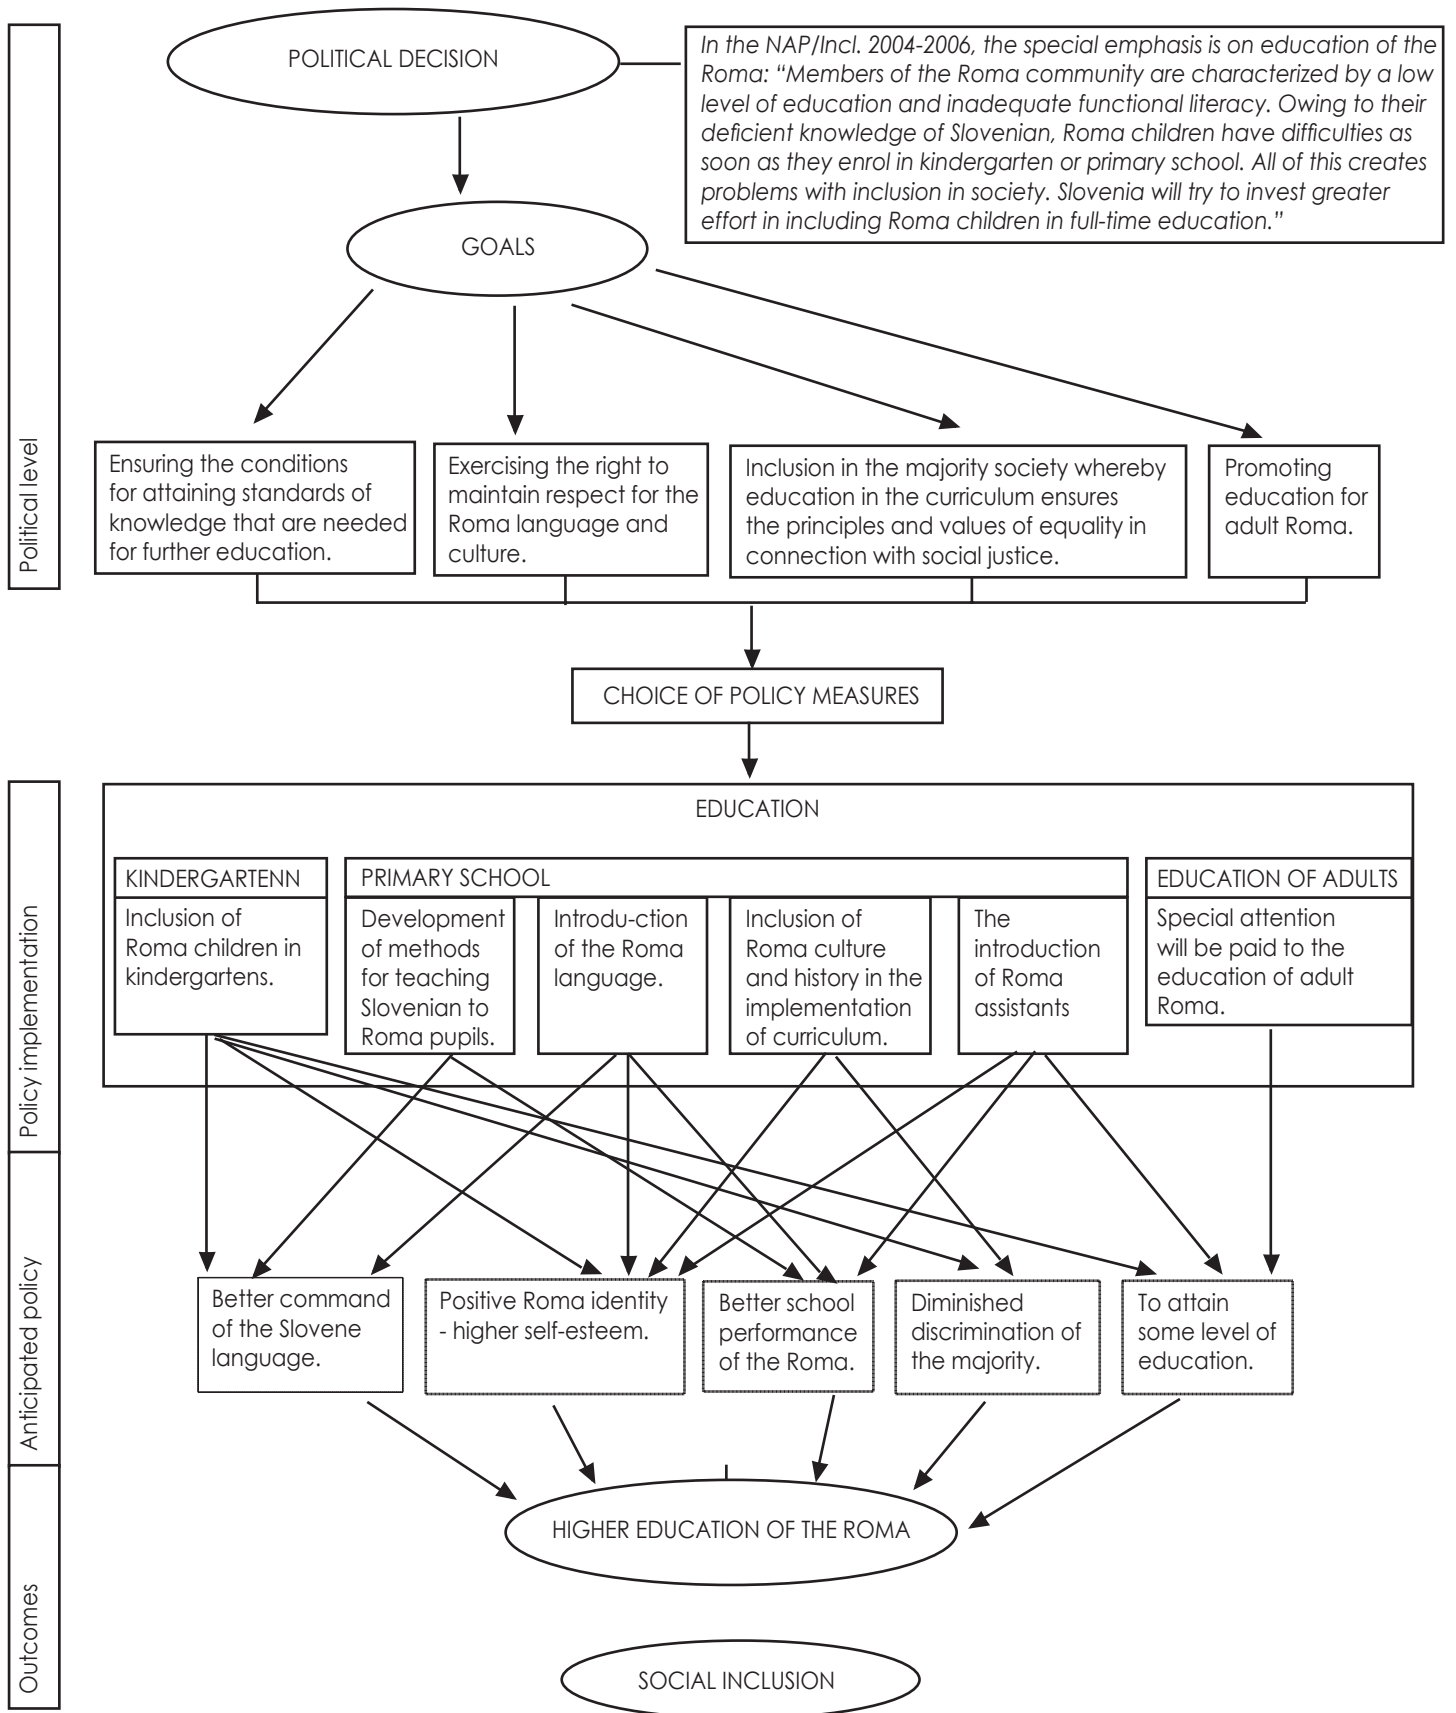 POLITICAL DECISION
In the NAP/Incl. 2004-2006, the special emphasis is on education of the
Roma: “Members of the Roma community are characterized by a low
level of education and inadequate functional literacy. Owing to their
deficient knowledge of Slovenian, Roma children have difficulties as
soon as they enrol in kindergarten or primary school. All of this creates
problems with inclusion in society. Slovenia will try to invest greater
effort in including Roma children in full-time education.”
GOALS
Political level
Ensuring the conditions
for attaining standards of
knowledge that are needed
for further education.
Exercising the right to
maintain respect for the
Roma language and
culture.
Inclusion in the majority society whereby
education in the curriculum ensures
the principles and values of equality in
connection with social justice.
Promoting
education for
adult Roma.
CHOICE OF POLICY MEASURES
Policy implementation
EDUCATION
KINDERGARTENN
Inclusion of
Roma children in
kindergartens.
PRIMARY SCHOOL
Development
of methods
for teaching
Slovenian to
Roma pupils.
Introdu-ction
of the Roma
language.
Inclusion of
Roma culture
and history in the
implementation
of curriculum.
The
introduction
of Roma
assistants
EDUCATION OF ADULTS
Special attention
will be paid to the
education of adult
Roma.
Anticipated policy
Better command
of the Slovene
language.
Positive Roma identity
- higher self-esteem.
Better school
performance
of the Roma.
Diminished
discrimination of
the majority.
To attain
some level of
education.
Outcomes
HIGHER EDUCATION OF THE ROMA
SOCIAL INCLUSION